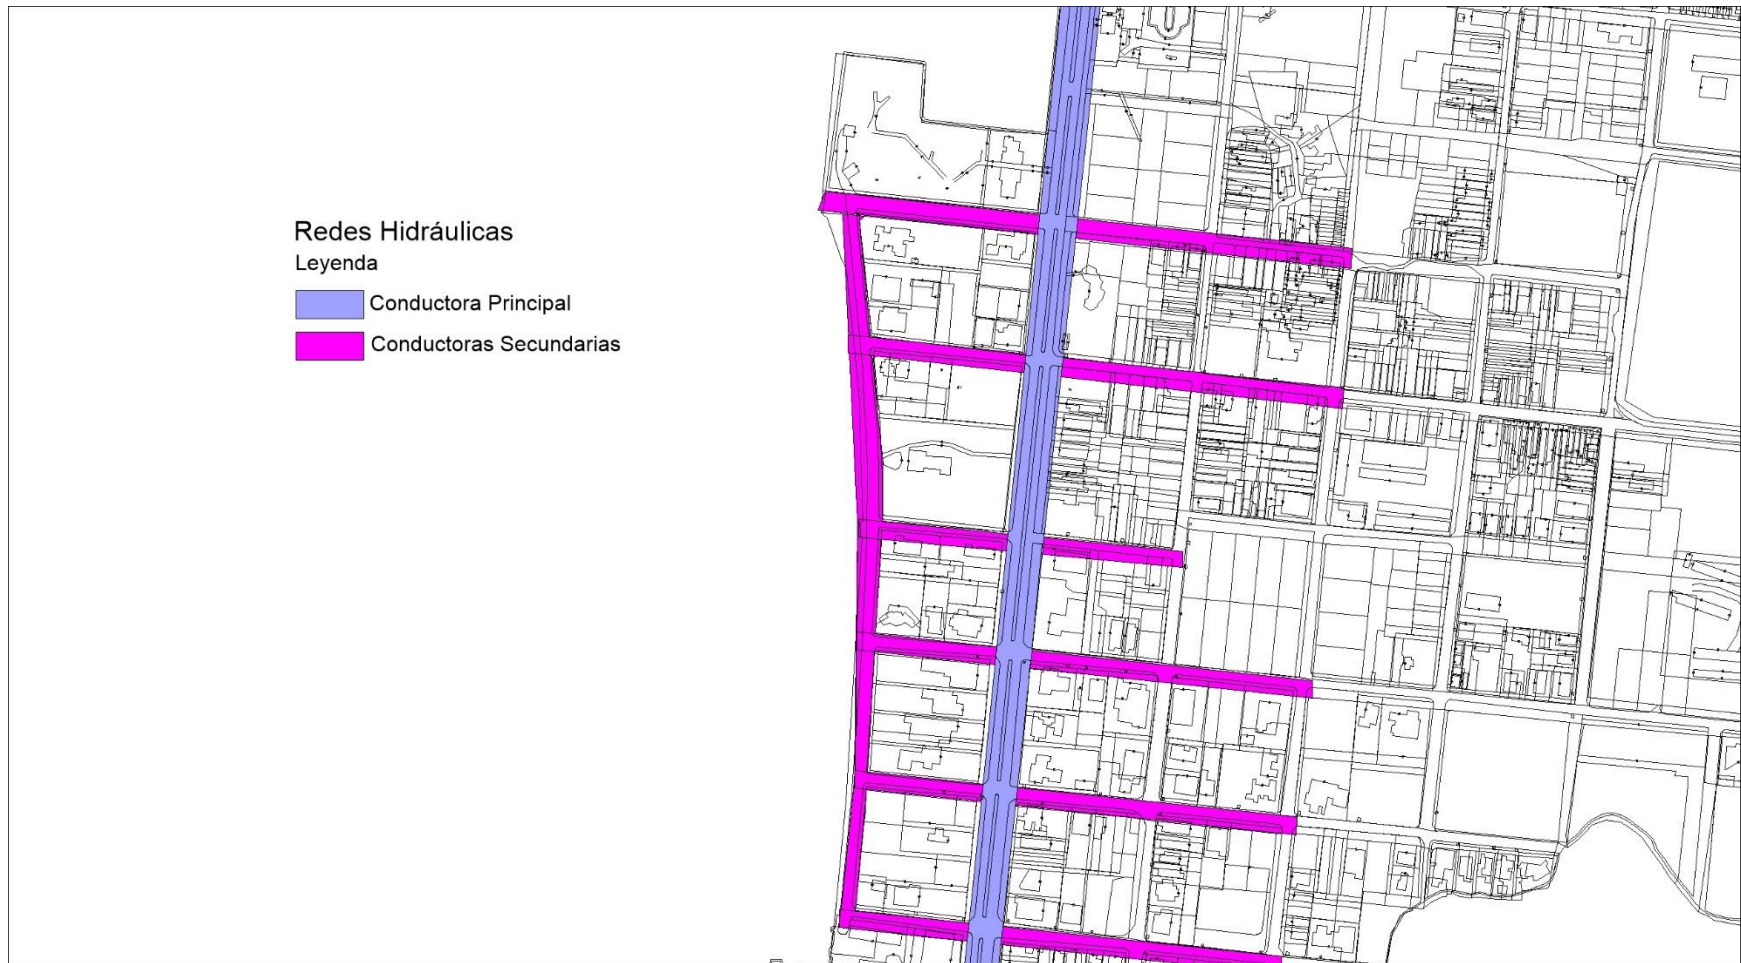 Redes Hidráulicas
Leyenda
Conductora Principal
Conductoras Secundarias